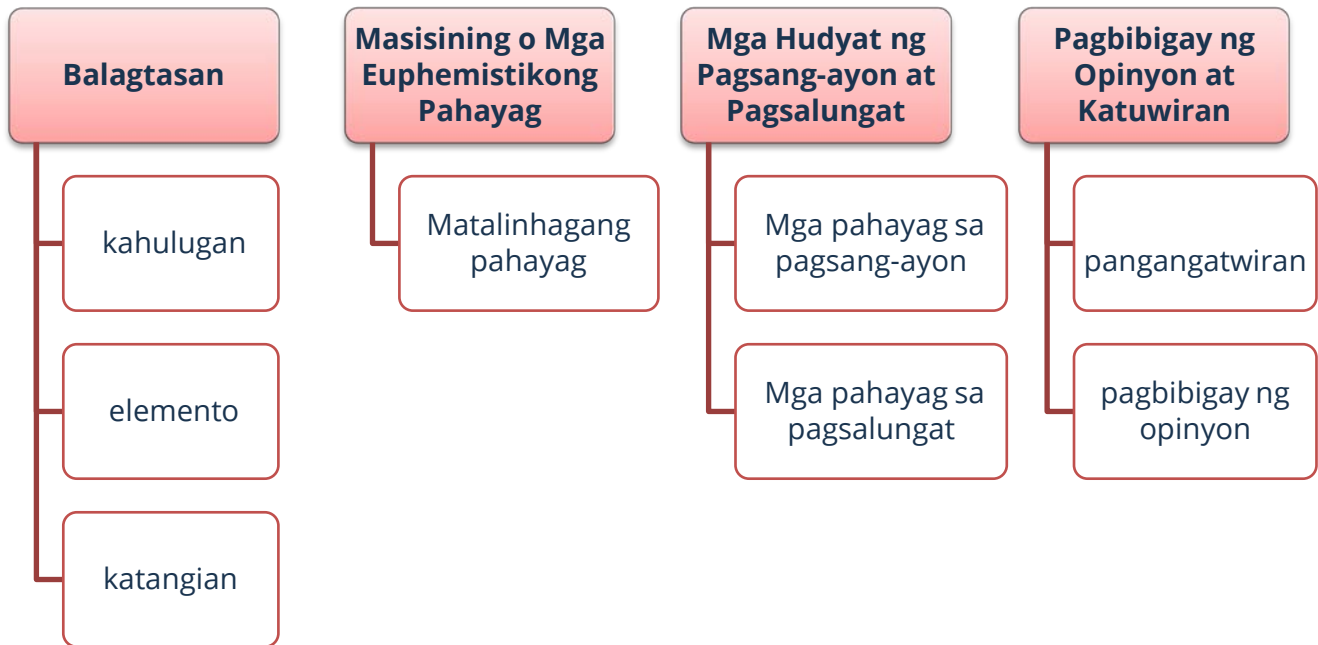 Balagtasan
kahulugan
elemento
katangian
Masisining o Mga
Euphemistikong
Pahayag
Matalinhagang
pahayag
Mga Hudyat ng
Pagsang-ayon at
Pagsalungat
Mga pahayag sa
pagsang-ayon
Mga pahayag sa
pagsalungat
Pagbibigay ng
Opinyon at
Katuwiran
pangangatwiran
pagbibigay ng
opinyon